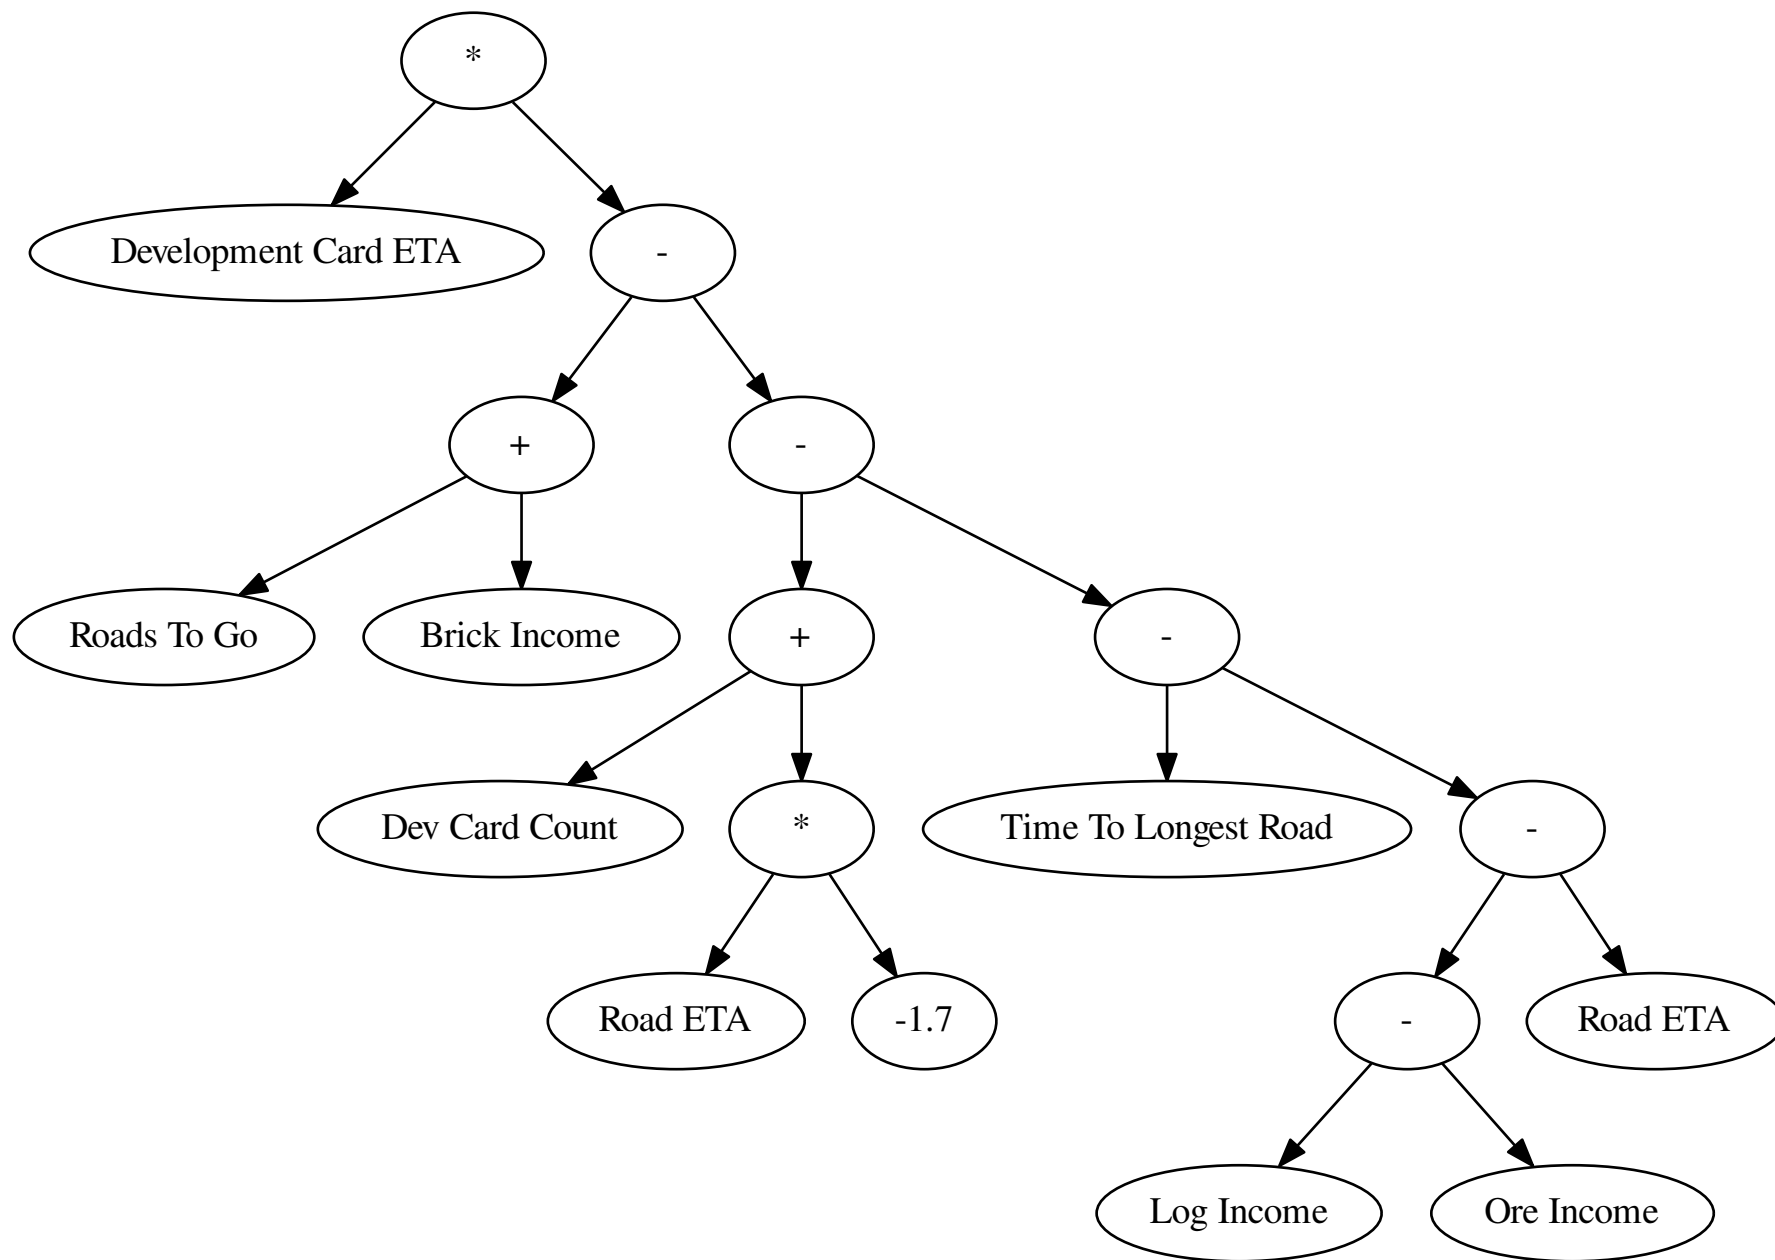 *
Development Card ETA
-
+
-
Roads To Go
Brick Income
+
-
Dev Card Count
*
Time To Longest Road
-
Road ETA
-1.7
-
Road ETA
Log Income
Ore Income